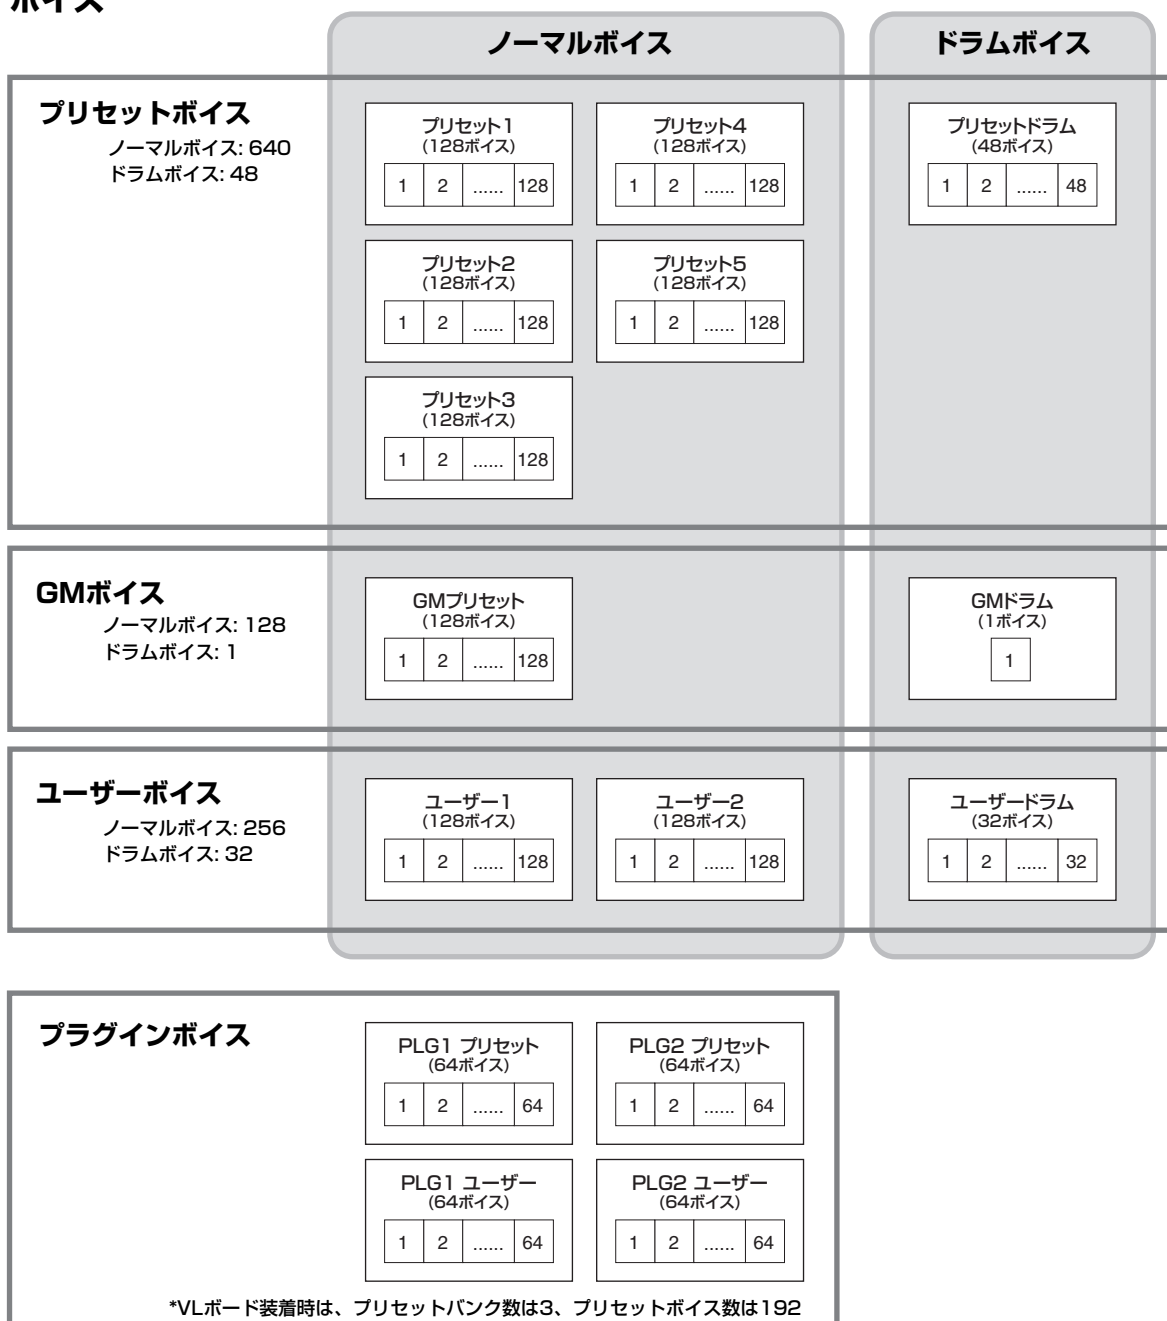 ボイス
ノーマルボイス
ドラムボイス
プリセットボイス
ノーマルボイス: 640
ドラムボイス: 48
プリセット1
(128ボイス)
1 2 ...... 128
プリセット4
(128ボイス)
1 2 ...... 128
プリセットドラム
(48ボイス)
1 2 ...... 48
プリセット2
(128ボイス)
1 2 ...... 128
プリセット5
(128ボイス)
1 2 ...... 128
プリセット3
(128ボイス)
1 2 ...... 128
GMボイス
ノーマルボイス: 128
ドラムボイス: 1
GMプリセット
(128ボイス)
1 2 ...... 128
GMドラム
(1ボイス)
1
ユーザーボイス
ノーマルボイス: 256
ドラムボイス: 32
ユーザー1
(128ボイス)
1 2 ...... 128
ユーザー2
(128ボイス)
1 2 ...... 128
ユーザードラム
(32ボイス)
1 2 ...... 32
プラグインボイス
PLG1 プリセット
(64ボイス)
1 2 ...... 64
PLG2 プリセット
(64ボイス)
1 2 ...... 64
PLG1 ユーザー
(64ボイス)
1 2 ...... 64
PLG2 ユーザー
(64ボイス)
1 2 ...... 64
*VLボード装着時は、プリセットバンク数は3、プリセットボイス数は192